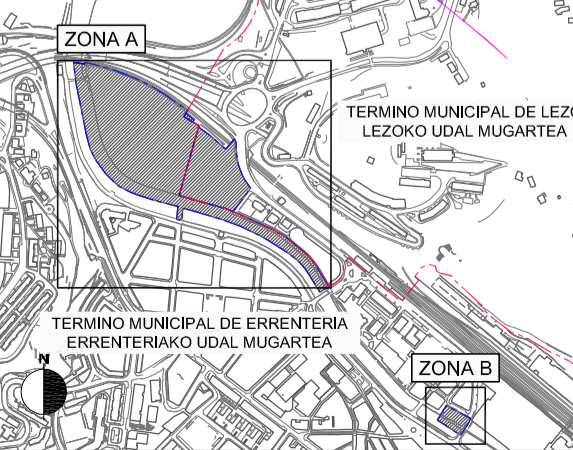 ZONA A
TERMINO MUNICIPAL DE LEZO
LEZOKO UDAL MUGARTEA
TERMINO MUNICIPAL DE ERRENTERIA
ERRENTERIAKO UDAL MUGARTEA
N
ZONA B